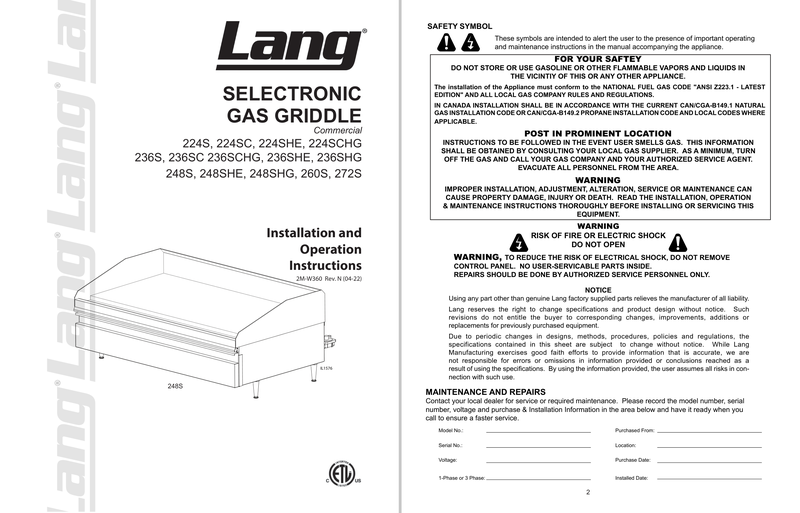 Lang®
SELECTRONIC
GAS GRIDDLE
Commercial
224S, 224SC, 224SHE, 224SCHG
236S, 236SC 236SCHG, 236SHE, 236SHG
248S, 248SHE, 248SHG, 260S, 272S
Installation and
Operation
Instructions
2M-W360 Rev. N (04-22)
IL1576
248S
C ETL US
Lang®
Lang®
Lang®
Lang
SAFETY SYMBOL
These symbols are intended to alert the user to the presence of important operating
and maintenance instructions in the manual accompanying the appliance.
FOR YOUR SAFTEY
DO NOT STORE OR USE GASOLINE OR OTHER FLAMMABLE VAPORS AND LIQUIDS IN
THE VICINTIY OF THIS OR ANY OTHER APPLIANCE.
The installation of the Appliance must conform to the NATIONAL FUEL GAS CODE "ANSI Z223.1 - LATEST
EDITION" AND ALL LOCAL GAS COMPANY RULES AND REGULATIONS.
IN CANADA INSTALLATION SHALL BE IN ACCORDANCE WITH THE CURRENT CAN/CGA-B149.1 NATURAL
GAS INSTALLATION CODE OR CAN/CGA-B149.2 PROPANE INSTALLATION CODE AND LOCAL CODES WHERE
APPLICABLE.
POST IN PROMINENT LOCATION
INSTRUCTIONS TO BE FOLLOWED IN THE EVENT USER SMELLS GAS. THIS INFORMATION
SHALL BE OBTAINED BY CONSULTING YOUR LOCAL GAS SUPPLIER. AS A MINIMUM, TURN
OFF THE GAS AND CALL YOUR GAS COMPANY AND YOUR AUTHORIZED SERVICE AGENT.
EVACUATE ALL PERSONNEL FROM THE AREA.
WARNING
IMPROPER INSTALLATION, ADJUSTMENT, ALTERATION, SERVICE OR MAINTENANCE CAN
CAUSE PROPERTY DAMAGE, INJURY OR DEATH. READ THE INSTALLATION, OPERATION
& MAINTENANCE INSTRUCTIONS THOROUGHLY BEFORE INSTALLING OR SERVICING THIS
EQUIPMENT.
WARNING
RISK OF FIRE OR ELECTRIC SHOCK
DO NOT OPEN
WARNING, TO REDUCE THE RISK OF ELECTRICAL SHOCK, DO NOT REMOVE
CONTROL PANEL. NO USER-SERVICABLE PARTS INSIDE.
REPAIRS SHOULD BE DONE BY AUTHORIZED SERVICE PERSONNEL ONLY.
NOTICE
Using any part other than genuine Lang factory supplied parts relieves the manufacturer of all liability.
Lang reserves the right to change specifications and product design without notice. Such
revisions do not entitle the buyer to corresponding changes, improvements, additions or
replacements for previously purchased equipment.
Due to periodic changes in designs, methods, procedures, policies and regulations, the
specifications contained in this sheet are subject to change without notice. While Lang
Manufacturing exercises good faith efforts to provide information that is accurate, we are
not responsible for errors or omissions in information provided or conclusions reached as a
result of using the specifications. By using the information provided, the user assumes all risks in con-
nection with such use.
MAINTENANCE AND REPAIRS
Contact your local dealer for service or required maintenance. Please record the model number, serial
number, voltage and purchase & Installation Information in the area below and have it ready when you
call to ensure a faster service.
Model No.: Purchased From:
Serial No.: Location:
Voltage: Purchase Date:
1-Phase or 3 Phase: Installed Date:
2